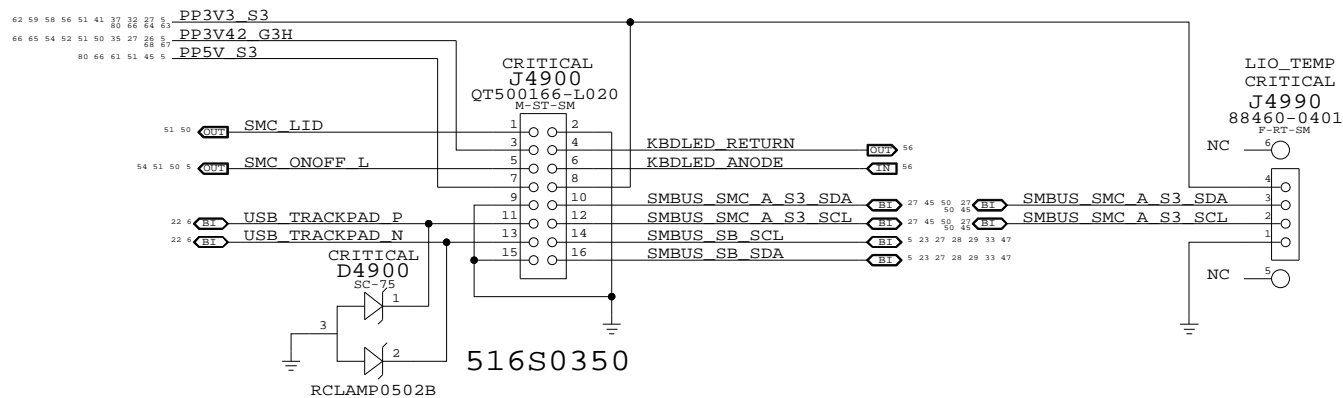 62 59 58 56 51 41 37 32 27 5 PP3V3_S3
80 66 64 63
66 65 54 52 51 50 35 27 26 5 PP3V42_G3H
68 67
80 66 61 51 45 5 PP5V_S3
CRITICAL
J4900
QT500166-L020
M-ST-SM
LIO_TEMP
CRITICAL
J4990
88460-0401
F-RT-SM
51 50 OUT SMC_LID 1 2
3 4 KBDLED_RETURN OUT 56
54 51 50 5 OUT SMC_ONOFF_L 5 6 KBDLED_ANODE IN 56
NC 6
7 8
4
9 10 SMBUS_SMC_A_S3_SDA BI 27 45 50 27 BI SMBUS_SMC_A_S3_SDA 3
50 45
22 6 BI USB_TRACKPAD_P 11 12 SMBUS_SMC_A_S3_SCL BI 27 45 50 27 BI SMBUS_SMC_A_S3_SCL 2
50 45
22 6 BI USB_TRACKPAD_N 13 14 SMBUS_SB_SCL BI 5 23 27 28 29 33 47
1
15 16 SMBUS_SB_SDA BI 5 23 27 28 29 33 47
NC 5
CRITICAL
D4900
SC-75
1
3
2
RCLAMP0502B
516S0350